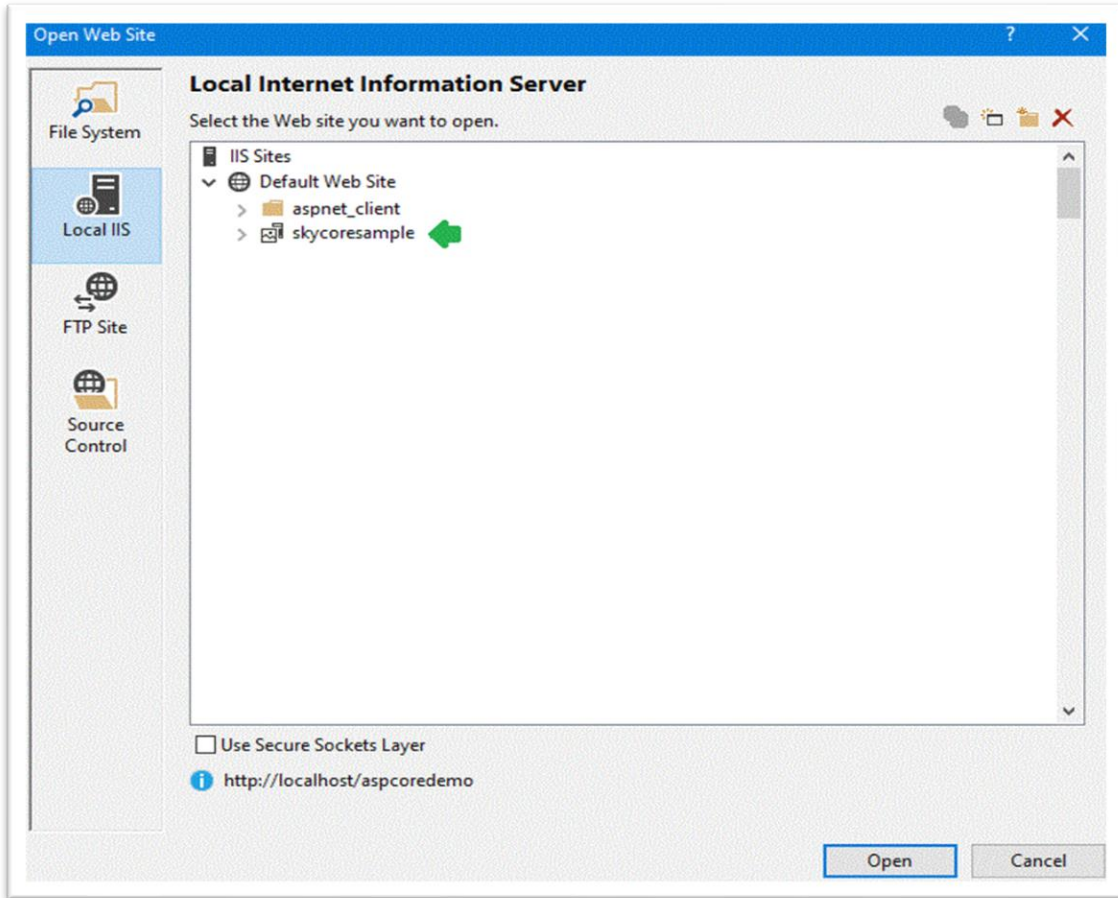 Open Web Site
?
File System
Local IIS
FTP Site
Source
Control
Local Internet Information Server
Select the Web site you want to open.
IIS Sites
Default Web Site
aspnet_client
skycoresample
Use Secure Sockets Layer
http://localhost/aspcoredemo
Open
Cancel